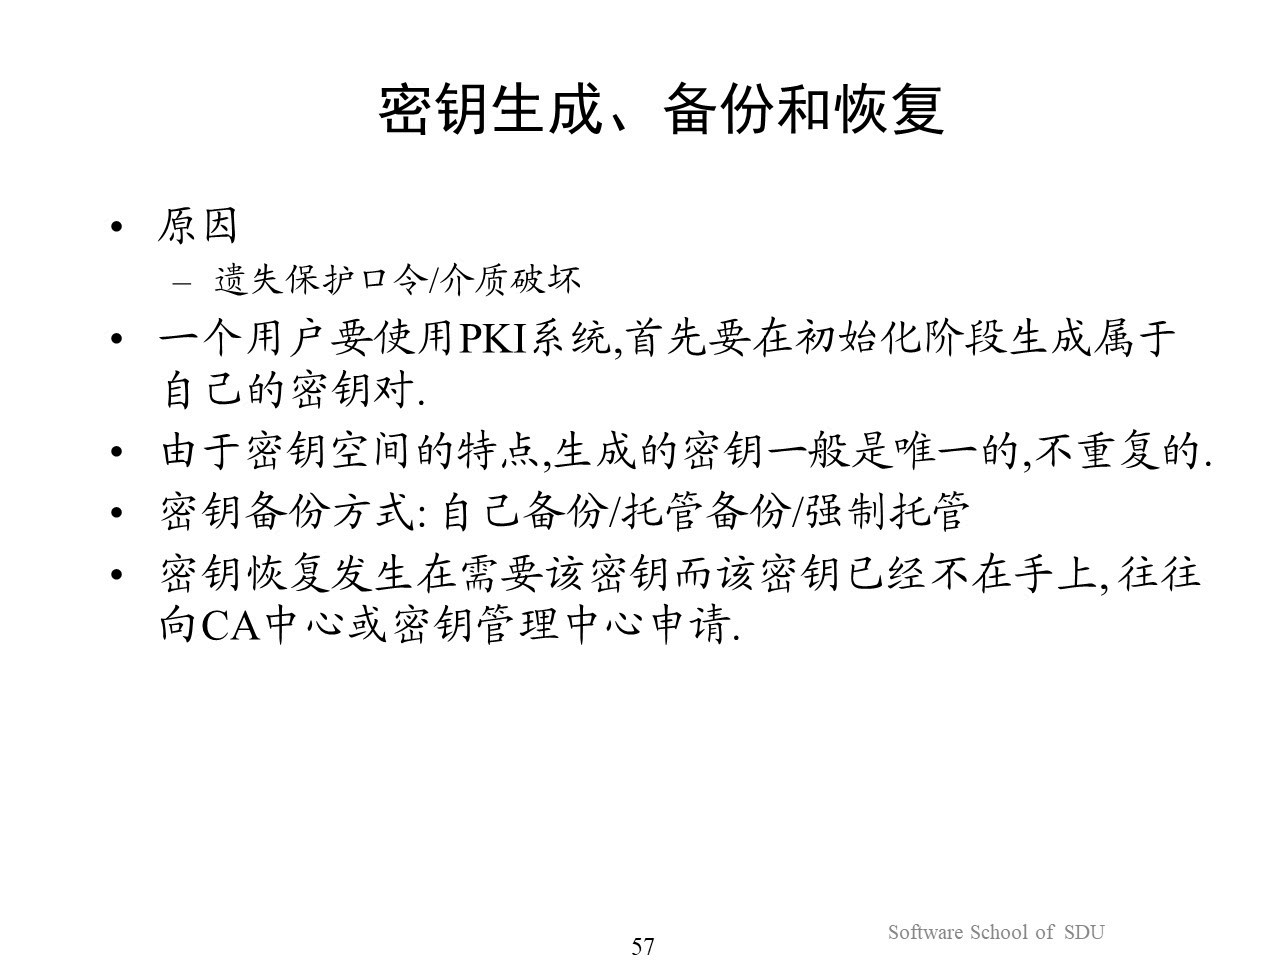 密钥生成、备份和恢复
• 原因
– 遗失保护口令/介质破坏
• 一个用户要使用PKI系统,首先要在初始化阶段生成属于
自己的密钥对.
• 由于密钥空间的特点,生成的密钥一般是唯一的,不重复的.
• 密钥备份方式: 自己备份/托管备份/强制托管
• 密钥恢复发生在需要该密钥而该密钥已经不在手上, 往往
向CA中心或密钥管理中心申请.
Software School of SDU
57